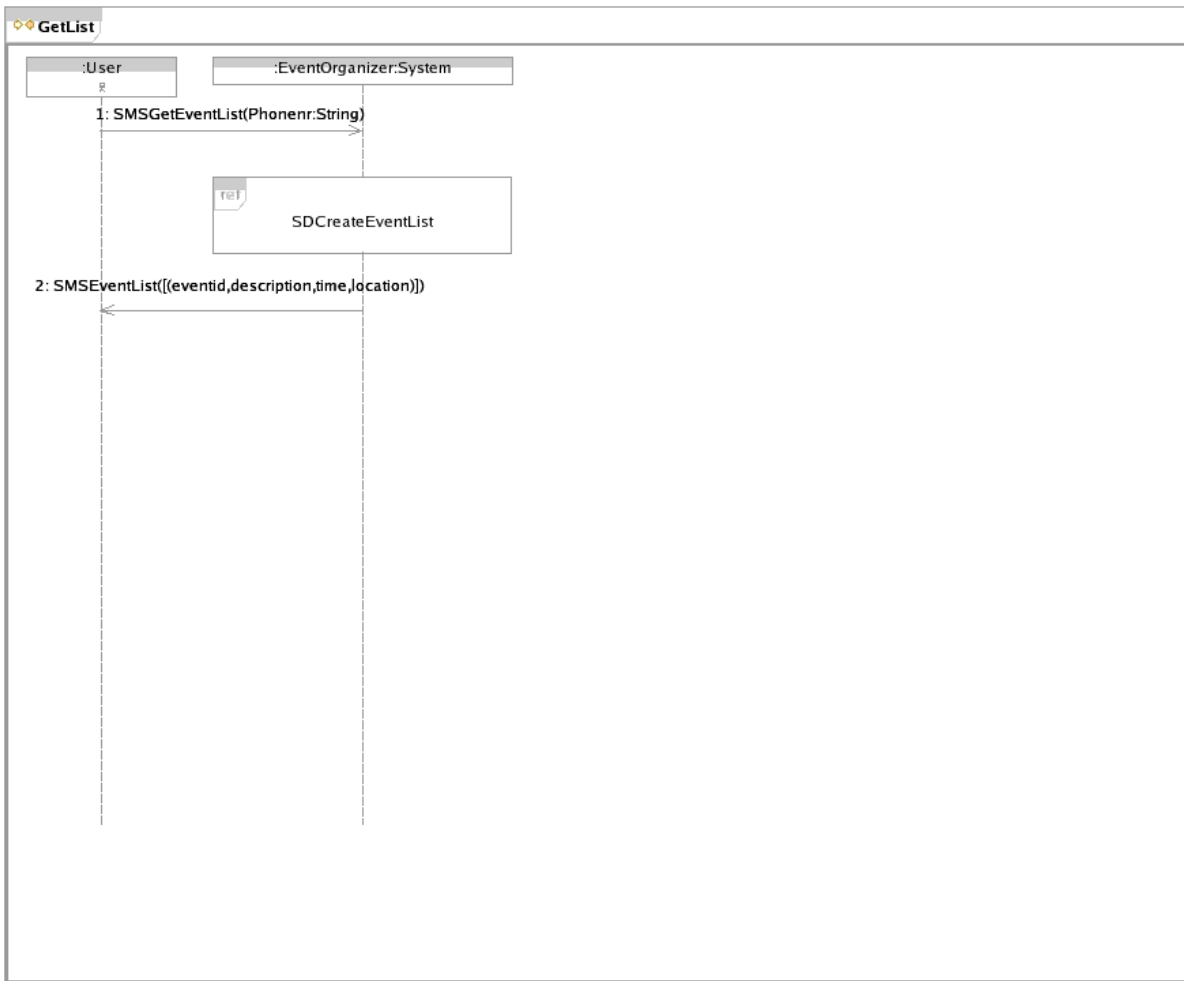 GetList
:User
:EventOrganizer:System
1: SMSGetEventList(Phonenr:String)
ref
SDCreateEventList
2: SMSEventList([(eventid,description,time,location)])